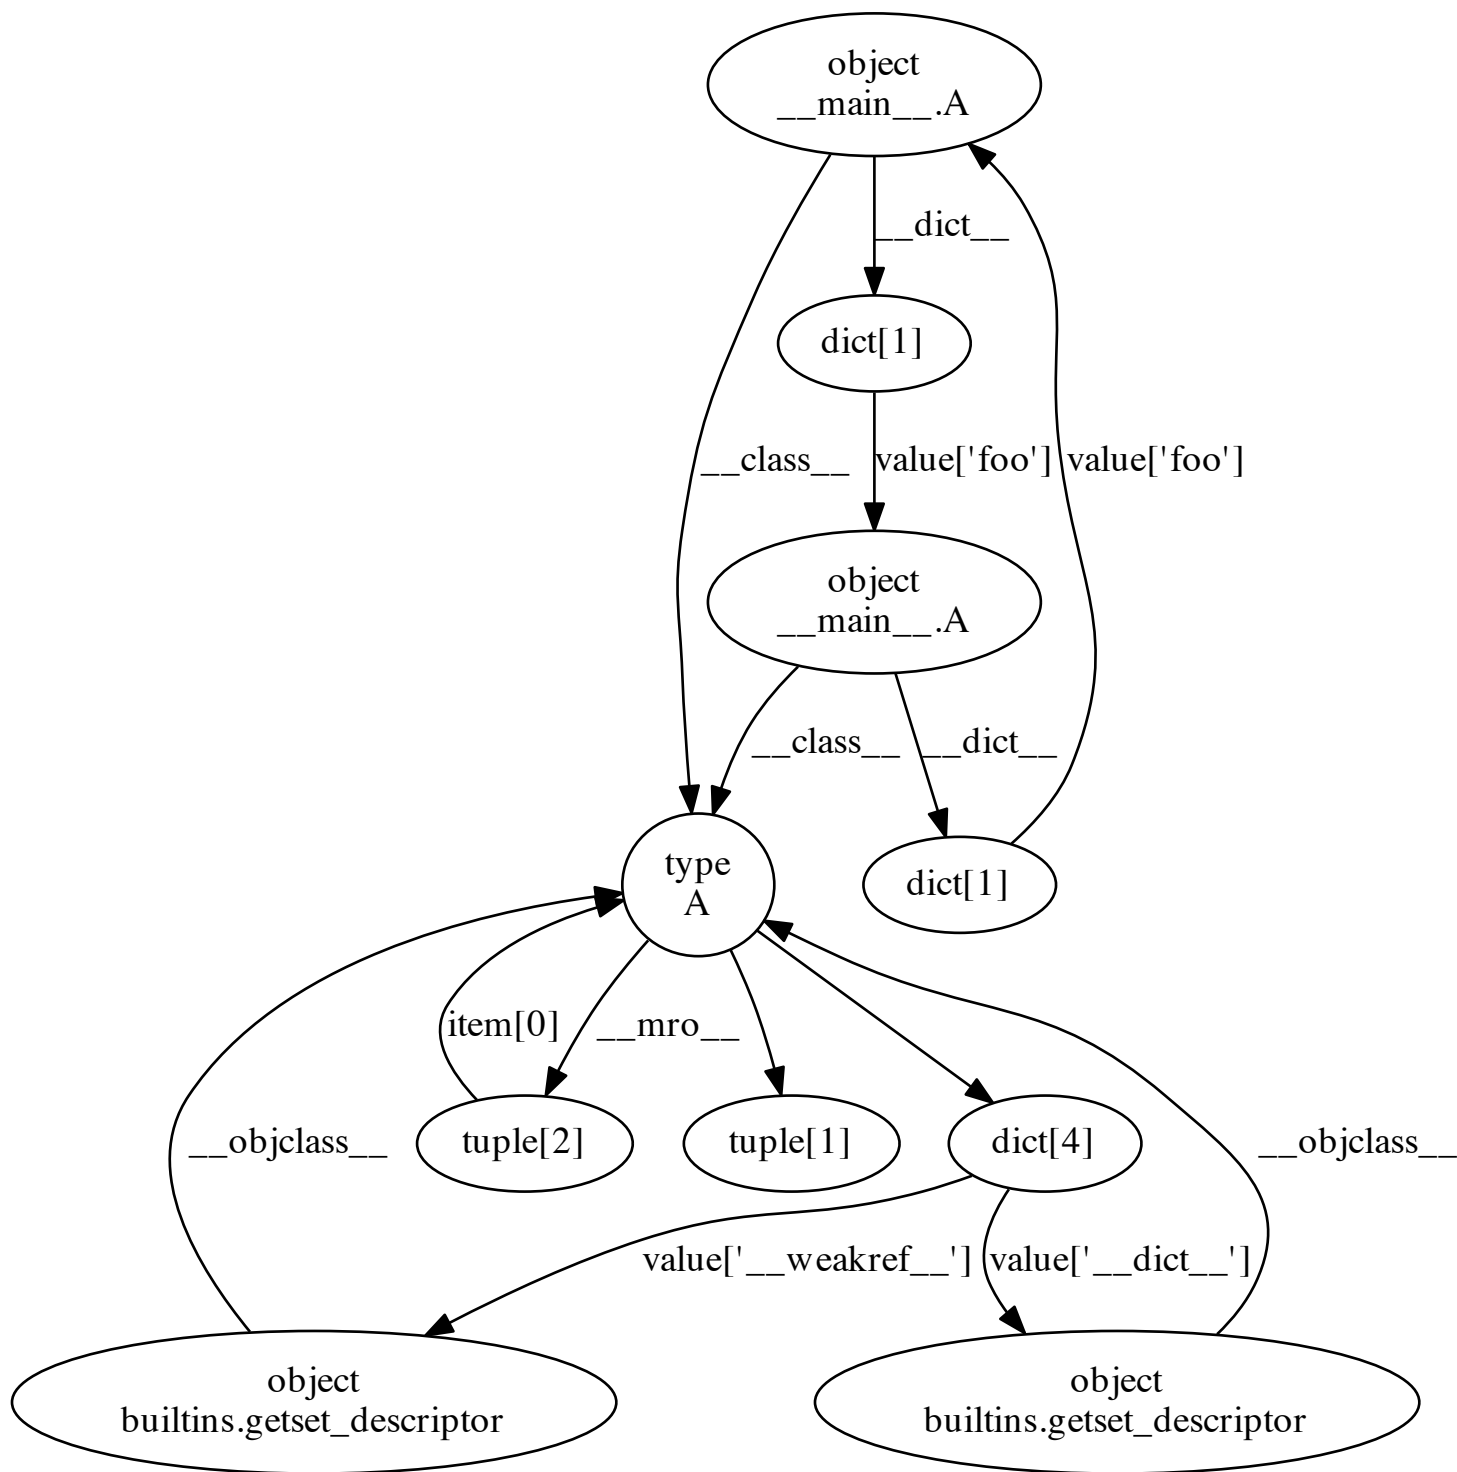 object
__main__.A
__dict__
dict[1]
__class__
value['foo']
value['foo']
object
__main__.A
__class__
__dict__
type
A
dict[1]
item[0]
__mro__
__objclass__
tuple[2]
tuple[1]
dict[4]
__objclass__
value['__weakref__']
value['__dict__']
object
builtins.getset_descriptor
object
builtins.getset_descriptor